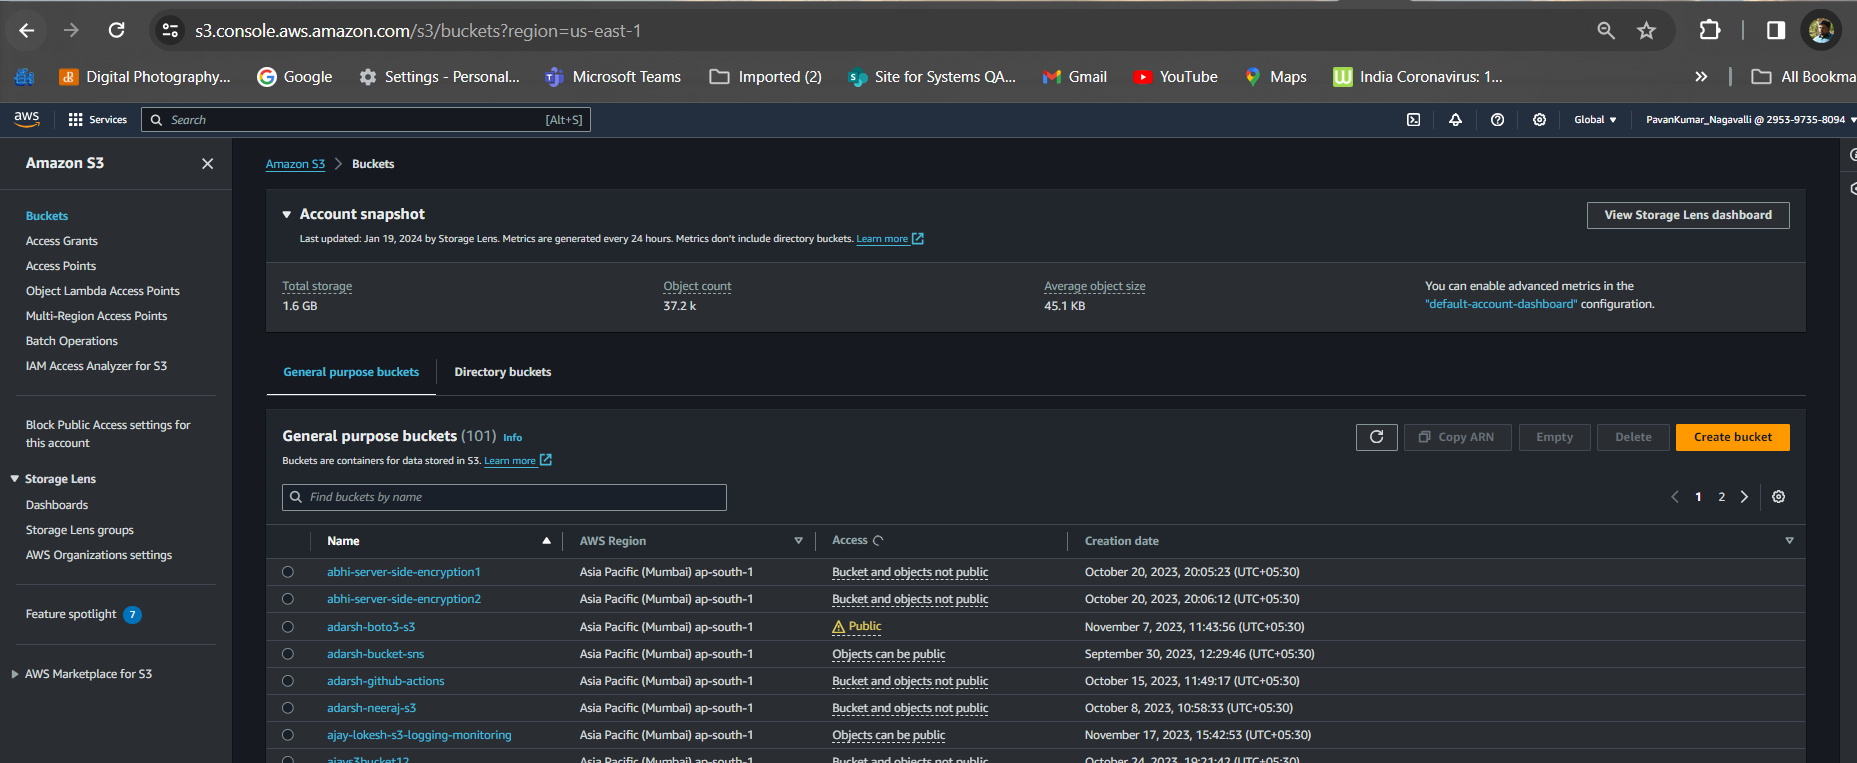 s3.console.aws.amazon.com/s3/buckets?region=us-east-1
Digital Photography... Google Settings - Personal... Microsoft Teams Imported (2) Site for Systems QA... Gmail YouTube Maps India Coronavirus: 1... » All Bookma
aws Services Search [Alt+S] Global PavanKumar_Nagavalli @ 2953-9735-8094
Amazon S3
Buckets
Access Grants
Access Points
Object Lambda Access Points
Multi-Region Access Points
Batch Operations
IAM Access Analyzer for S3
Block Public Access settings for
this account
Storage Lens
Dashboards
Storage Lens groups
AWS Organizations settings
Feature spotlight 7
AWS Marketplace for S3
Amazon S3 > Buckets
Account snapshot
View Storage Lens dashboard
Last updated: Jan 19, 2024 by Storage Lens. Metrics are generated every 24 hours. Metrics don't include directory buckets. Learn more
Total storage
1.6 GB
Object count
37.2 k
Average object size
45.1 KB
You can enable advanced metrics in the
"default-account-dashboard" configuration.
General purpose buckets Directory buckets
General purpose buckets (101) Info
Buckets are containers for data stored in S3. Learn more
Copy ARN Empty Delete Create bucket
Find buckets by name
1 2
Name AWS Region Access Creation date
abhi-server-side-encryption1 Asia Pacific (Mumbai) ap-south-1 Bucket and objects not public October 20, 2023, 20:05:23 (UTC+05:30)
abhi-server-side-encryption2 Asia Pacific (Mumbai) ap-south-1 Bucket and objects not public October 20, 2023, 20:06:12 (UTC+05:30)
adarsh-boto3-s3 Asia Pacific (Mumbai) ap-south-1 Public November 7, 2023, 11:43:56 (UTC+05:30)
adarsh-bucket-sns Asia Pacific (Mumbai) ap-south-1 Objects can be public September 30, 2023, 12:29:46 (UTC+05:30)
adarsh-github-actions Asia Pacific (Mumbai) ap-south-1 Bucket and objects not public October 15, 2023, 11:49:17 (UTC+05:30)
adarsh-neeraj-s3 Asia Pacific (Mumbai) ap-south-1 Bucket and objects not public October 8, 2023, 10:58:33 (UTC+05:30)
ajay-lokesh-s3-logging-monitoring Asia Pacific (Mumbai) ap-south-1 Objects can be public November 17, 2023, 15:42:53 (UTC+05:30)
ajays3bucket12 Asia Pacific (Mumbai) ap-south-1 Bucket and objects not public October 24, 2023, 19:21:42 (UTC+05:30)